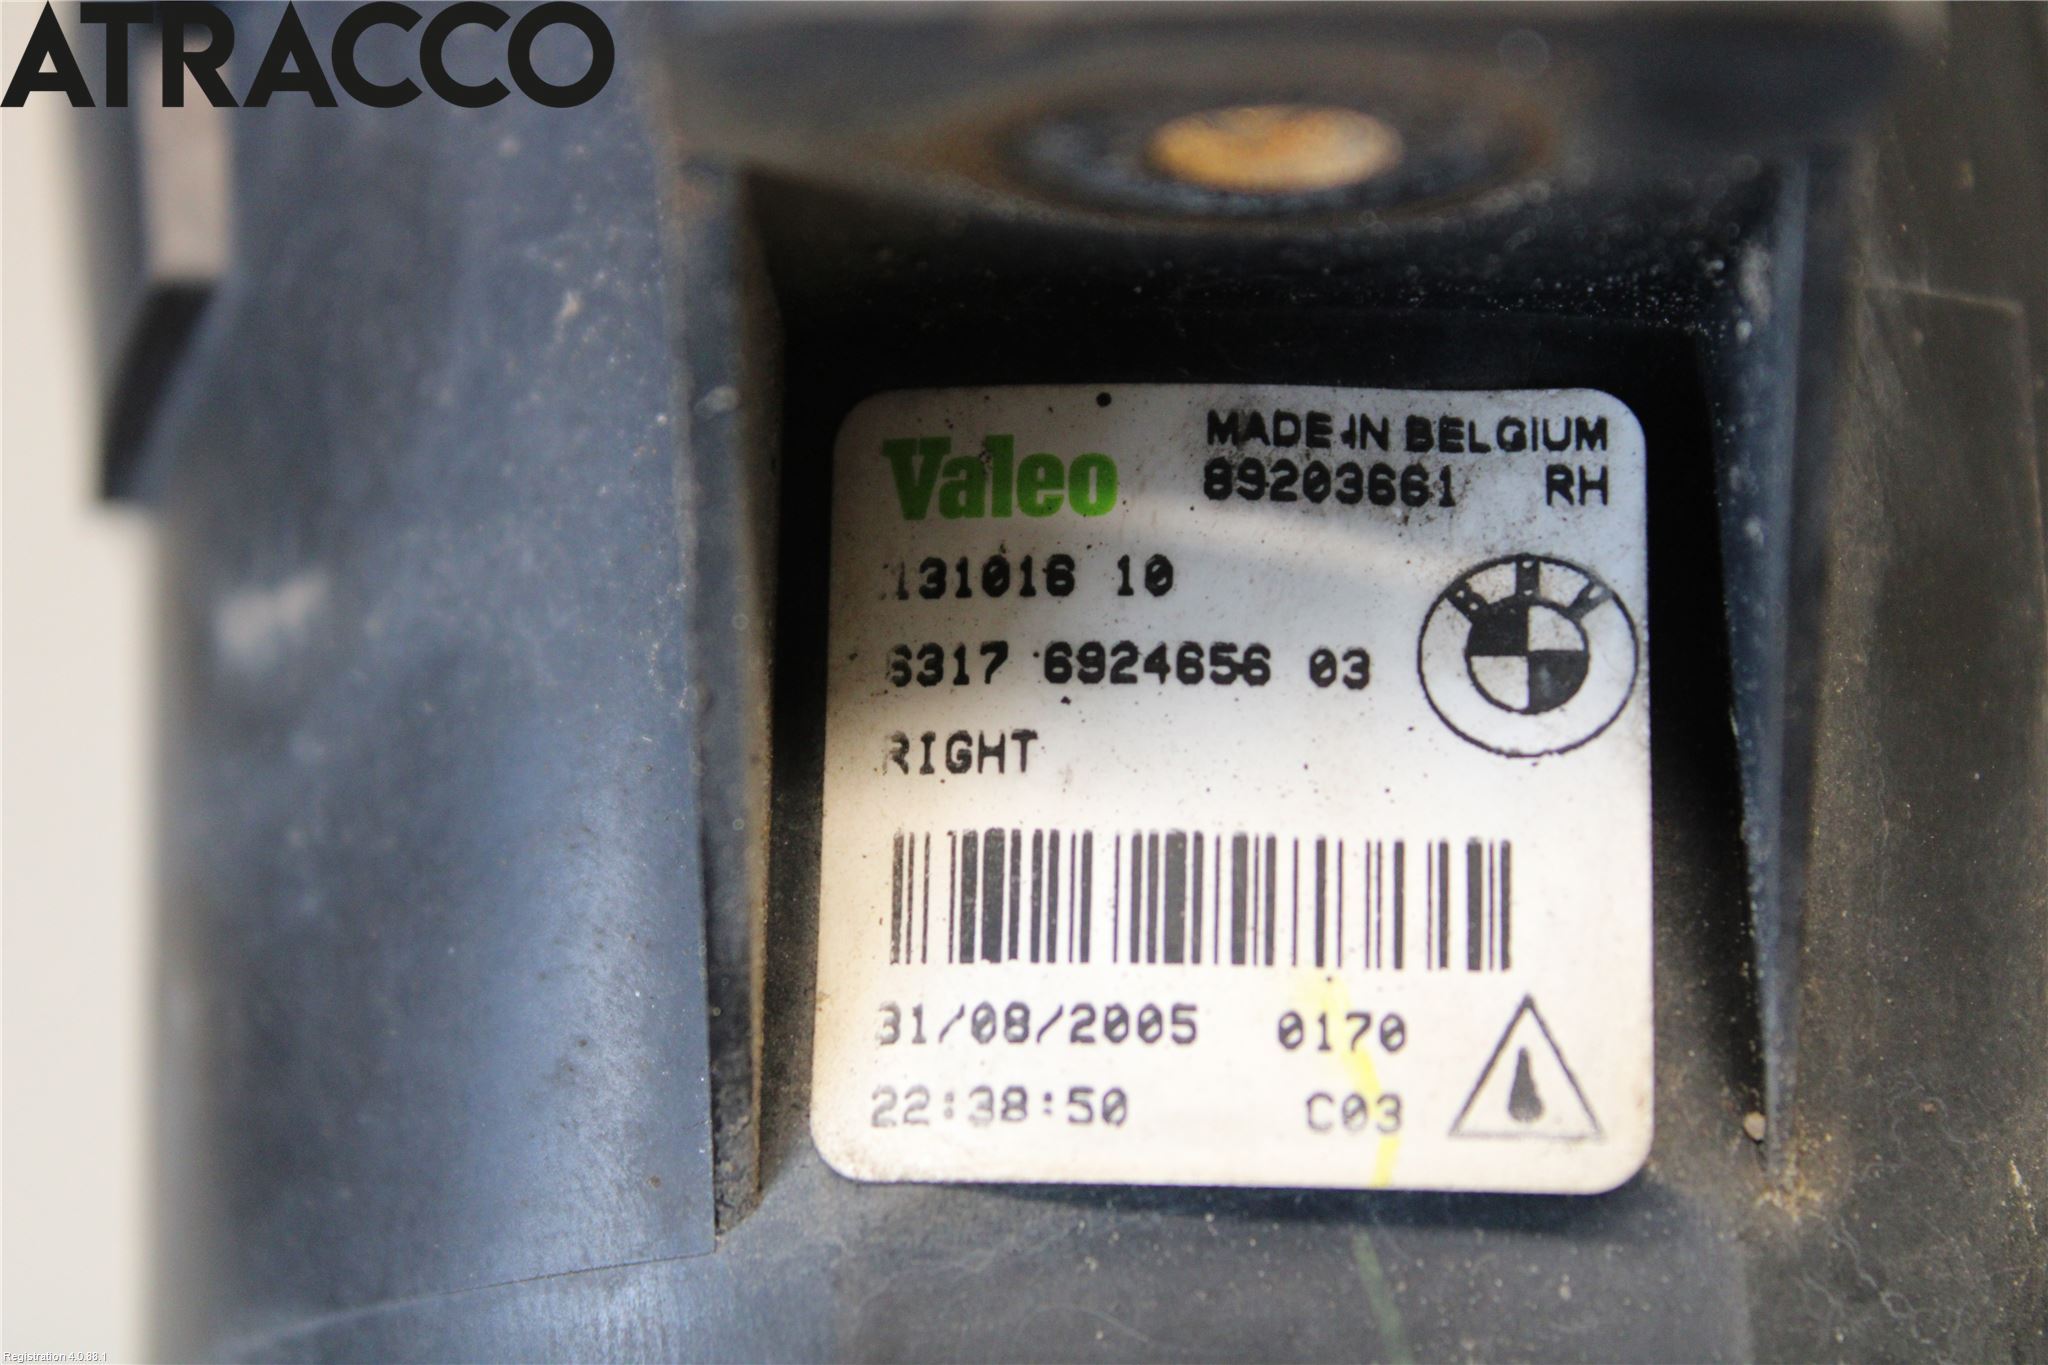 ATRACCO
Valeo
MADE IN BELGIUM
89203661 RH
131016 10
6317 6924656 03
RIGHT
31/08/2005 0170
22:38:50 C03
Registration 4.0.88.1